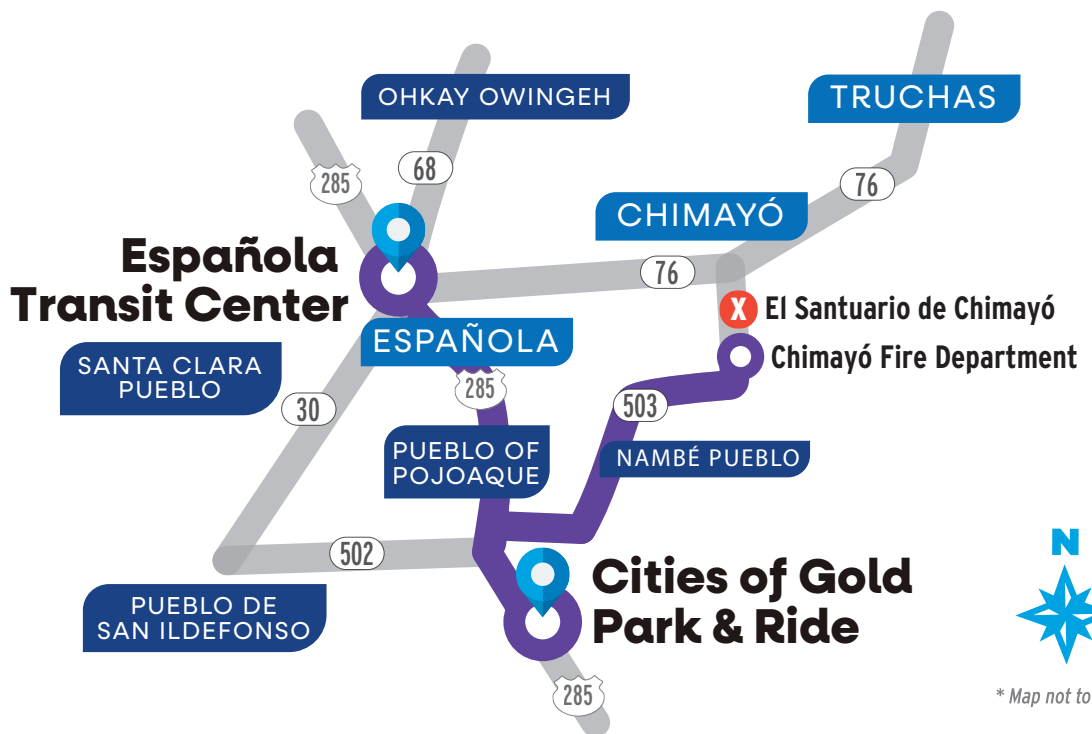 OHKAY OWINGEH
TRUCHAS
68
285
76
CHIMAYÓ
Española
Transit Center
76
X El Santuario de Chimayó
ESPAÑOLA
Chimayó Fire Department
SANTA CLARA
PUEBLO
285
30
503
PUEBLO OF
POJOAQUE
NAMBÉ PUEBLO
502
N
Cities of Gold
Park & Ride
PUEBLO DE
SAN ILDEFONSO
285
* Map not to